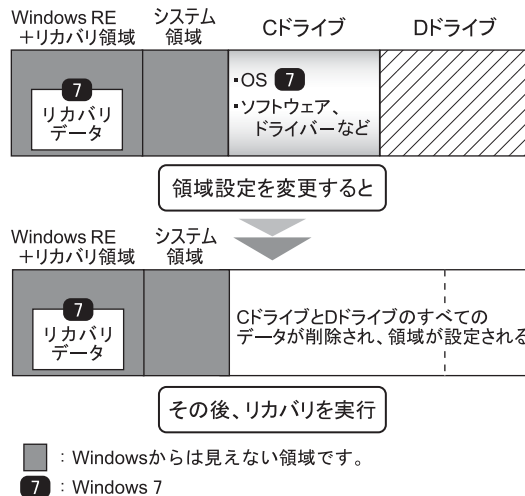 Windows RE
+リカバリ領域
システム
領域
Cドライブ
Dドライブ
7
リカバリ
データ
▪OS 7
▪ソフトウェア、
ドライバーなど
領域設定を変更すると
Windows RE
+リカバリ領域
システム
領域
7
リカバリ
データ
CドライブとDドライブのすべての
データが削除され、領域が設定される
その後、リカバリを実行
：Windowsからは見えない領域です。
7：Windows 7